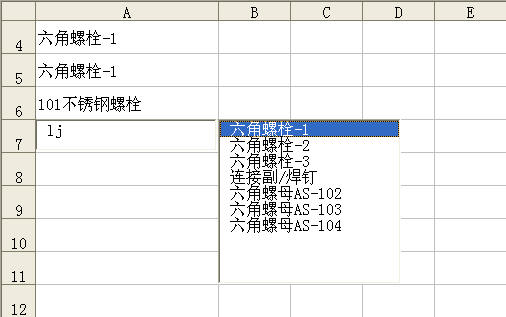 A B C D E
4 六角螺栓-1
5 六角螺栓-1
6 101不锈钢螺栓
7 lj 六角螺栓-1
六角螺栓-2
六角螺栓-3
8 连接副/焊钉
六角螺母AS-102
9 六角螺母AS-103
六角螺母AS-104
10
11
12